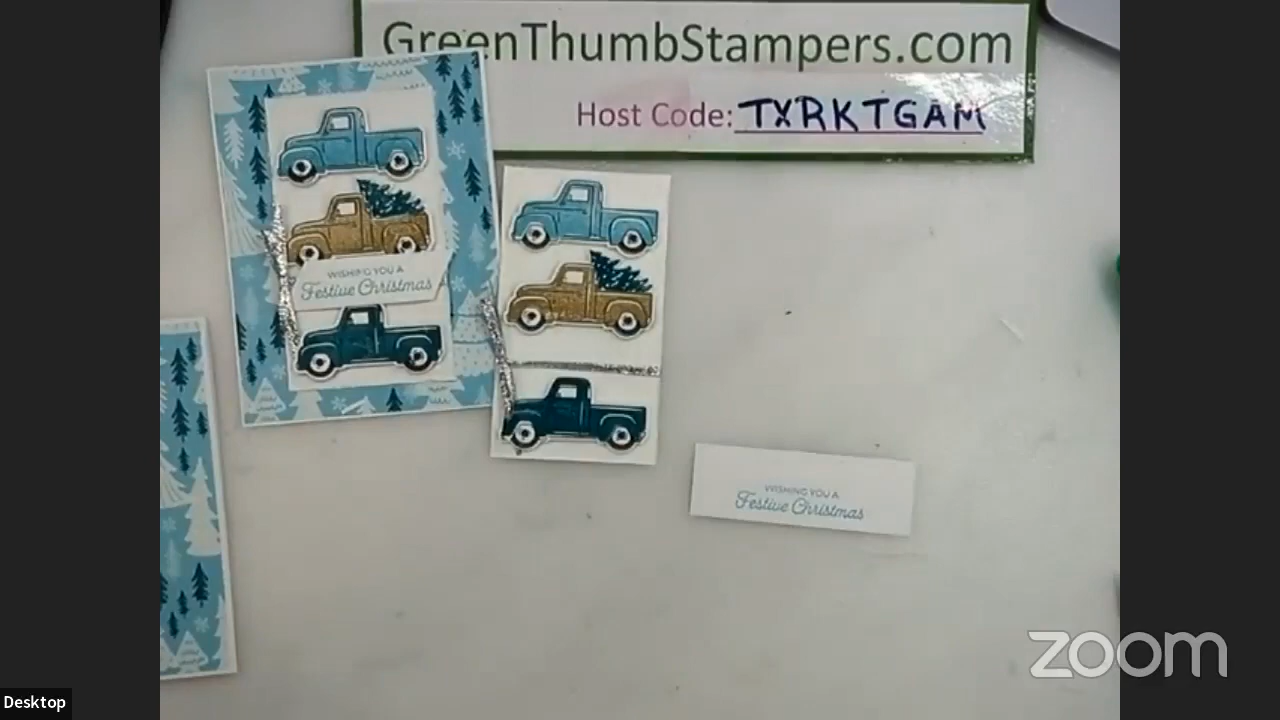 GreenThumbStampers.com
Host Code: TXRKTGAM
WISHING YOU A
Festive Christmas
WISHING YOU A
Festive Christmas
zoom
Desktop